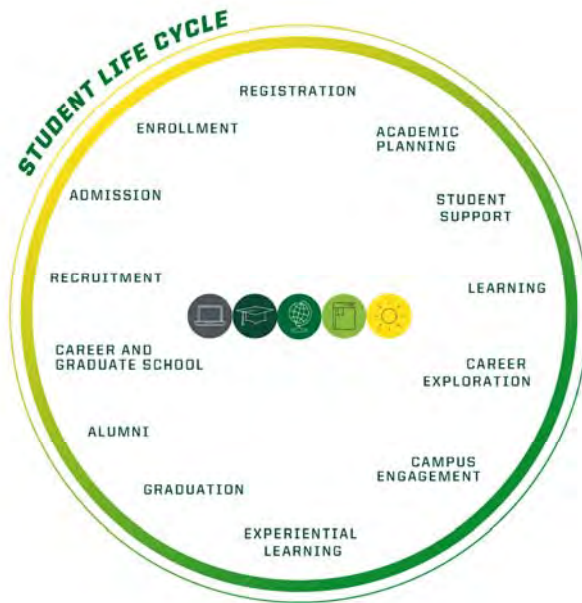 STUDENT LIFE CYCLE
REGISTRATION
ENROLLMENT
ACADEMIC
PLANNING
ADMISSION
STUDENT
SUPPORT
RECRUITMENT
LEARNING
CAREER AND
GRADUATE SCHOOL
CAREER
EXPLORATION
ALUMNI
CAMPUS
ENGAGEMENT
GRADUATION
EXPERIENTIAL
LEARNING